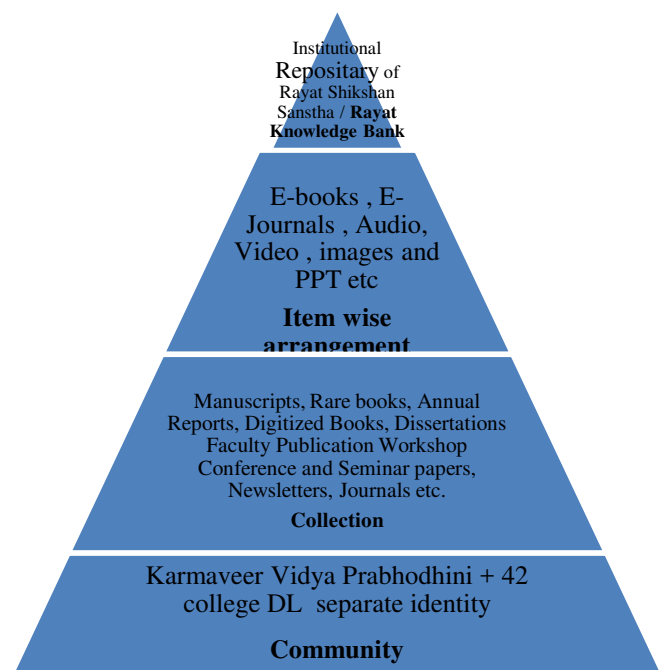 Institutional
Repositary of
Rayat Shikshan
Sanstha / Rayat
Knowledge Bank
E-books , E-
Journals , Audio,
Video , images and
PPT etc
Item wise
arrangement
Manuscripts, Rare books, Annual
Reports, Digitized Books, Dissertations
Faculty Publication Workshop
Conference and Seminar papers,
Newsletters, Journals etc.
Collection
Karmaveer Vidya Prabhodhini + 42
college DL separate identity
Community